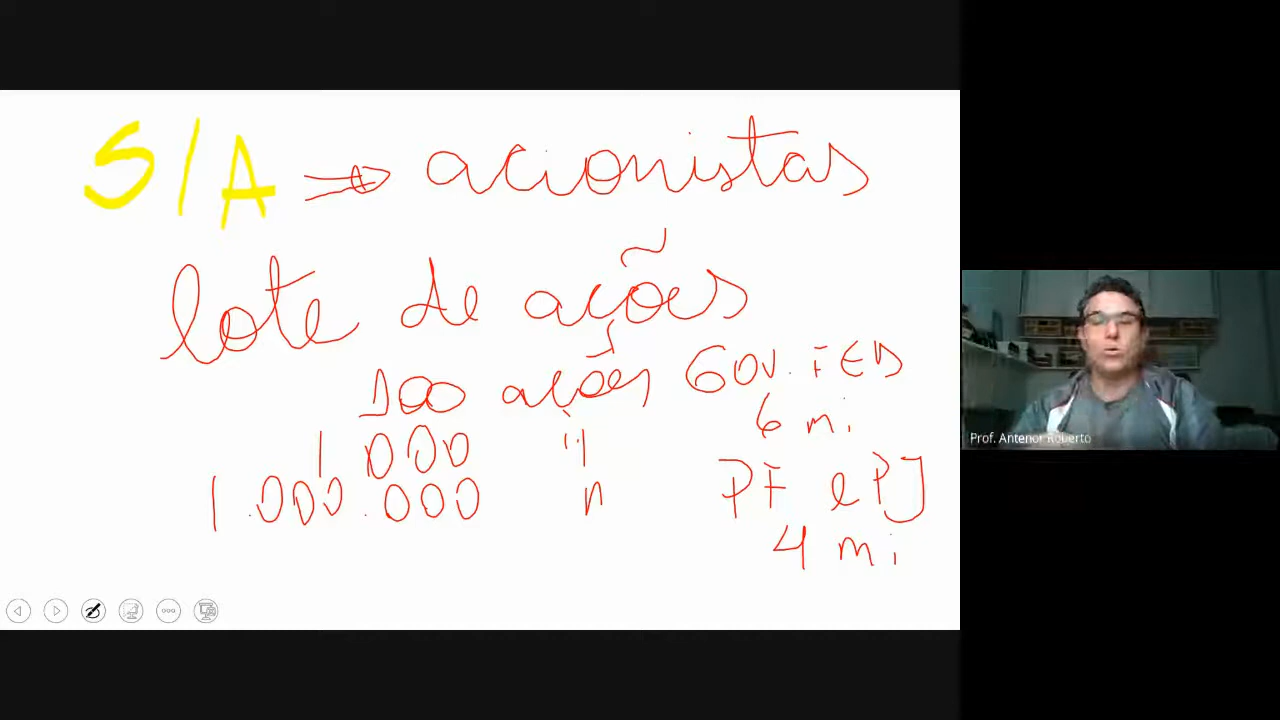 S/A ⇒ acionistas
lote de ações
100 ações GOV. FED
6 mi
1.000 "
1.000.000 "
PF e PJ
4 mi
Prof. Antenor Roberto